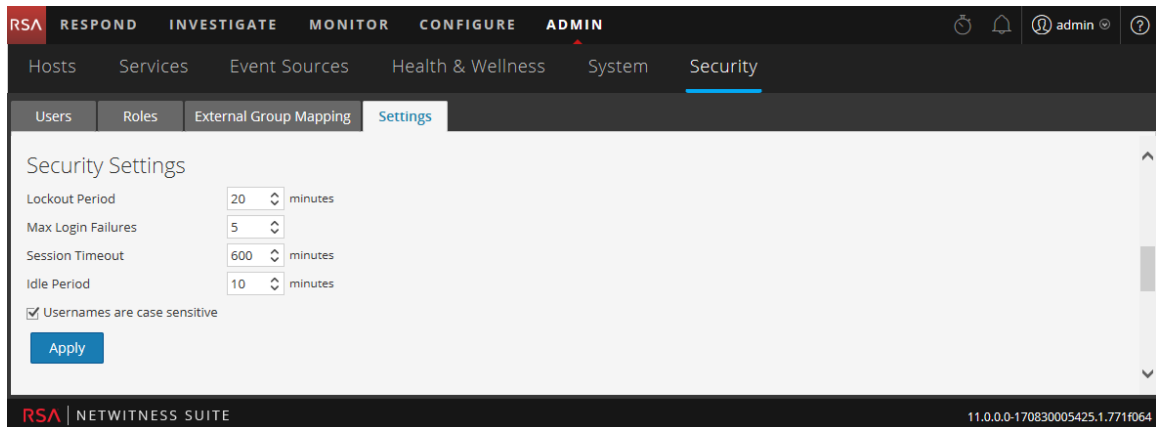 RSA RESPOND INVESTIGATE MONITOR CONFIGURE ADMIN admin ?
Hosts Services Event Sources Health & Wellness System Security
Users Roles External Group Mapping Settings
Security Settings
Lockout Period 20 minutes
Max Login Failures 5
Session Timeout 600 minutes
Idle Period 10 minutes
Usernames are case sensitive
Apply
RSA NETWITNESS SUITE 11.0.0.0-170830005425.1.771f064